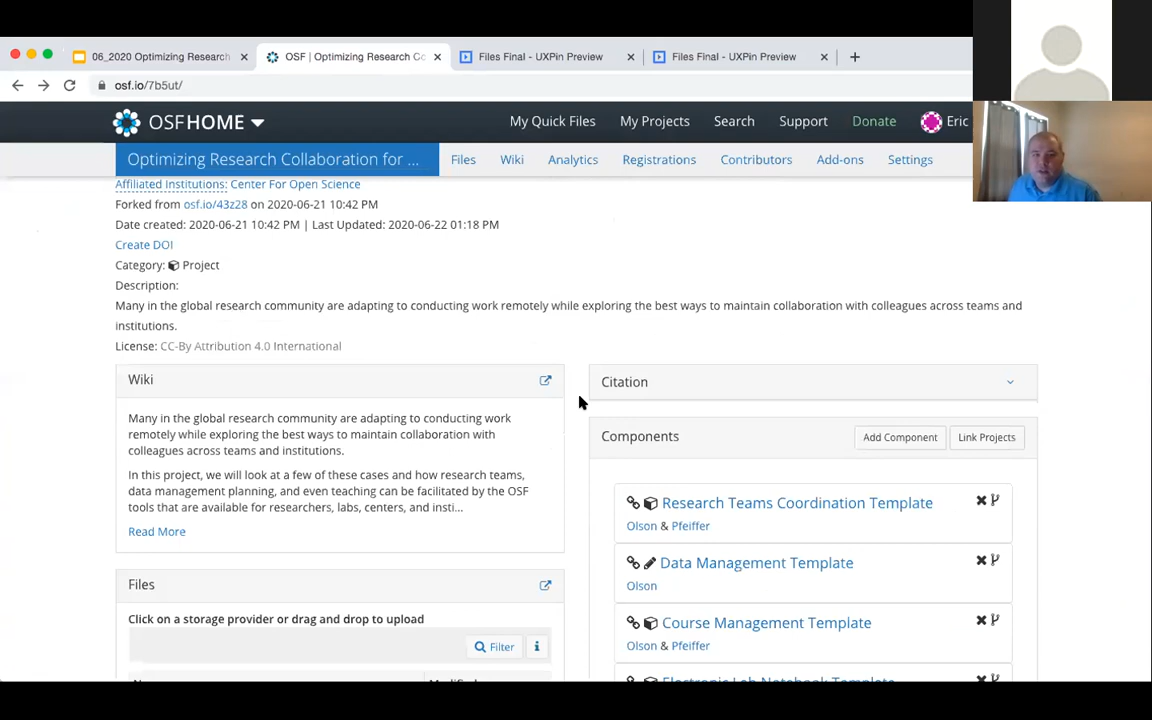 06_2020 Optimizing Research
OSF | Optimizing Research Co
Files Final - UXPin Preview
Files Final - UXPin Preview
osf.io/7b5ut/
OSFHOME
My Quick Files
My Projects
Search
Support
Donate
Eric
Optimizing Research Collaboration for ...
Files
Wiki
Analytics
Registrations
Contributors
Add-ons
Settings
Affiliated Institutions: Center For Open Science
Forked from osf.io/43z28 on 2020-06-21 10:42 PM
Date created: 2020-06-21 10:42 PM | Last Updated: 2020-06-22 01:18 PM
Create DOI
Category: Project
Description:
Many in the global research community are adapting to conducting work remotely while exploring the best ways to maintain collaboration with colleagues across teams and
institutions.
License: CC-By Attribution 4.0 International
Wiki
Many in the global research community are adapting to conducting work
remotely while exploring the best ways to maintain collaboration with
colleagues across teams and institutions.
In this project, we will look at a few of these cases and how research teams,
data management planning, and even teaching can be facilitated by the OSF
tools that are available for researchers, labs, centers, and insti...
Read More
Files
Click on a storage provider or drag and drop to upload
Filter
Citation
Components
Add Component
Link Projects
Research Teams Coordination Template
Olson & Pfeiffer
Data Management Template
Olson
Course Management Template
Olson & Pfeiffer
Electronic Lab Notebook Template